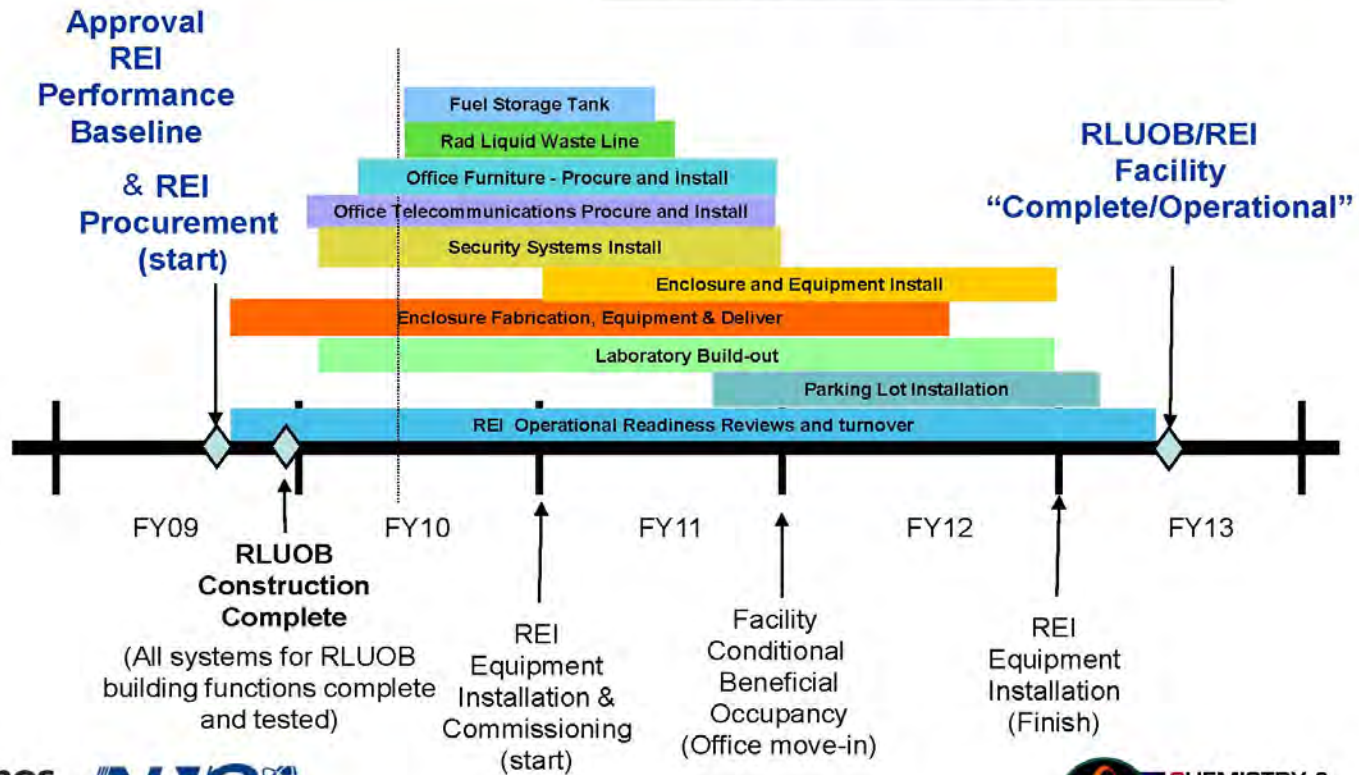 Approval
REI
Performance
Baseline
& REI
Procurement
(start)
Fuel Storage Tank
Rad Liquid Waste Line
Office Furniture - Procure and Install
Office Telecommunications Procure and Install
Security Systems Install
Enclosure and Equipment Install
Enclosure Fabrication, Equipment & Deliver
Laboratory Build-out
Parking Lot Installation
REI Operational Readiness Reviews and turnover
RLUOB/REI
Facility
“Complete/Operational”
FY09
FY10
FY11
FY12
FY13
RLUOB
Construction
Complete
(All systems for RLUOB
building functions complete
and tested)
REI
Equipment
Installation &
Commissioning
(start)
Facility
Conditional
Beneficial
Occupancy
(Office move-in)
REI
Equipment
Installation
(Finish)